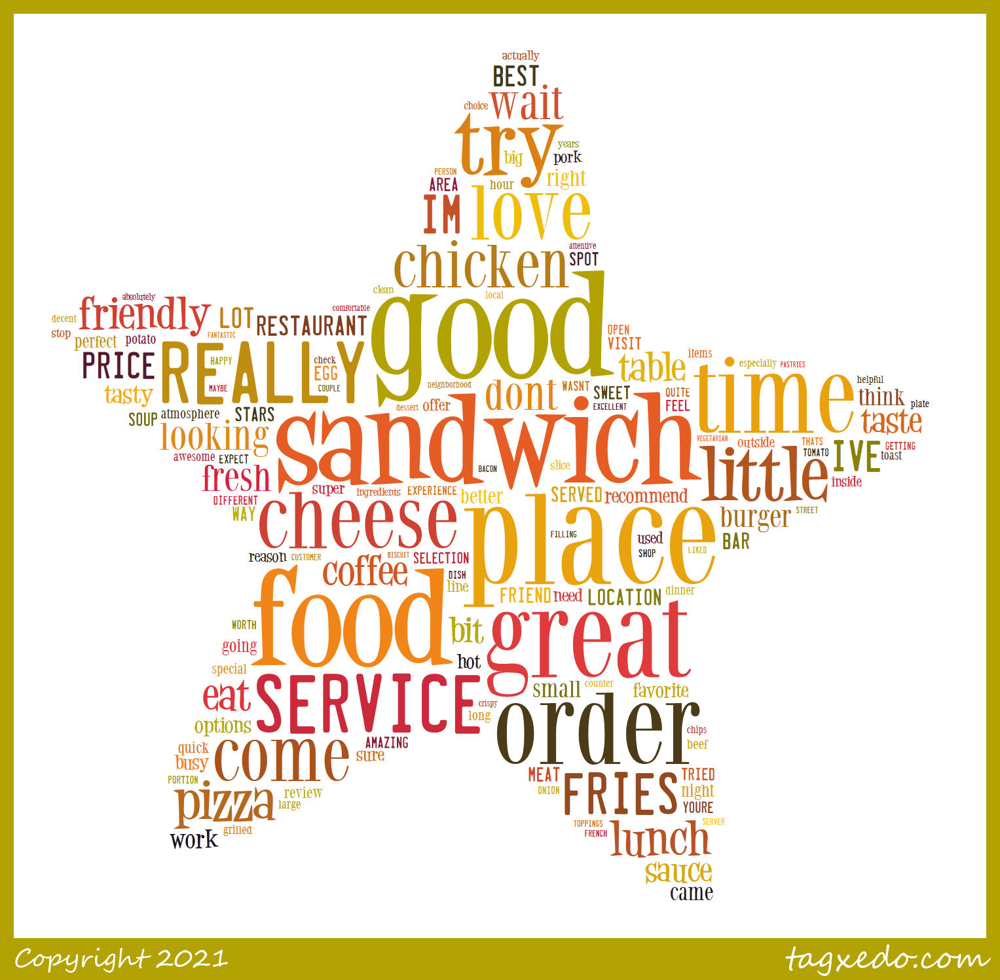 actually
BEST
wait
choice
try
years
big
pork
PERSON
right
AREA
hour
IM
love
chicken
attentive
SPOT
clean
good
local
absolutely
friendly
LOT
comfortable
RESTAURANT
decent
stop
perfect
potato
FANTASTIC
OPEN
VISIT
PRICE
REALLY
HAPPY
check
EGG
MAYBE
COUPLE
table
items
time
especially
PASTRIES
helpful
think
plate
taste
tasty
neighborhood
dont
WASNT
SWEET
EXCELLENT
QUITE
FEEL
SOUP
atmosphere
STARS
dessert
offer
looking
sandwich
VEGETARIAN
outside
THATS
TOMATO
IVE
GETTING
toast
awesome
EXPECT
little
inside
fresh
BACON
slice
super
ingredients
EXPERIENCE
better
SERVED
recommend
DIFFERENT
WAY
cheese
place
burger
STREET
FILLING
used
SHOP
LIKED
BAR
reason
CUSTOMER
BISCUIT
coffee
SELECTION
DISH
line
food
FRIEND
need
LOCATION
dinner
WORTH
going
bit
great
hot
special
eat
SERVICE
small
counter
favorite
crispy
long
order
options
chips
beef
quick
come
AMAZING
sure
busy
PORTION
MEAT
ONION
FRIES
TRIED
night
YOURE
pizza
review
large
work
grilled
TOPPINGS
FRENCH
SERVER
lunch
sauce
came
Copyright 2021
tagxedo.com